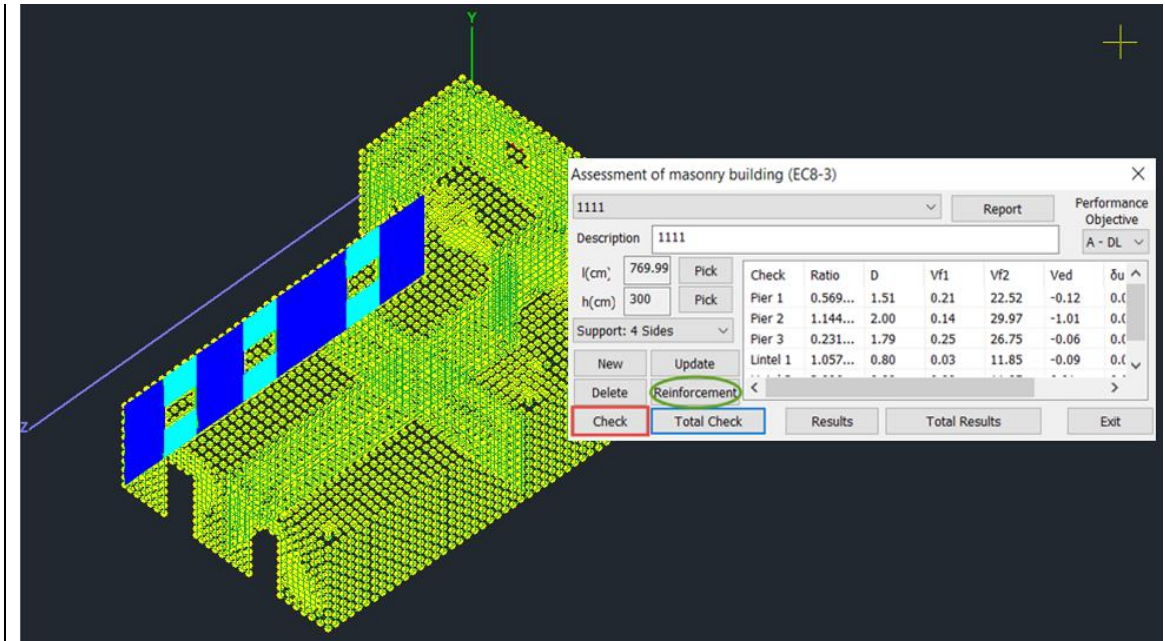 Y
Z
Assessment of masonry building (EC8-3)
1111
Report
Performance
Objective
Description 1111
A - DL
l(cm) 769.99 Pick
h(cm) 300 Pick
Support: 4 Sides
New Update
Delete Reinforcement
Check Ratio D Vf1 Vf2 Ved δu
Pier 1 0.569... 1.51 0.21 22.52 -0.12
Pier 2 1.144... 2.00 0.14 29.97 -1.01
Pier 3 0.231... 1.79 0.25 26.75 -0.06
Lintel 1 1.057... 0.80 0.03 11.85 -0.09
Check Total Check Results Total Results Exit